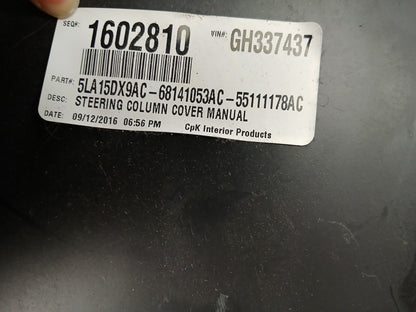 SEQ#: 1602810 VIN#: GH337437
PART#: 5LA15DX9AC-68141053AC-55111178AC
DESC: STEERING COLUMN COVER MANUAL
DATE: 09/12/2016 06:56 PM CpK Interior Products